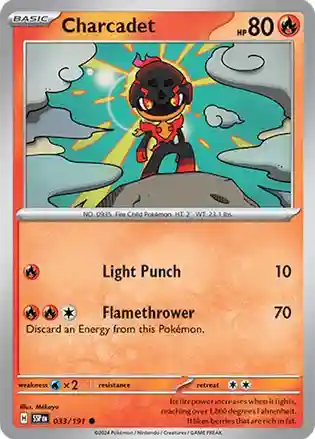 BASIC
Charcadet
HP 80
NO. 0935 Fire Child Pokémon HT: 2' WT: 23.1 lbs.
Light Punch 10
Flamethrower 70
Discard an Energy from this Pokémon.
weakness ×2 resistance retreat
Illus. Mékayu
H SSP EN 033/191
Its firepower increases when it fights,
reaching over 1,800 degrees Fahrenheit.
It likes berries that are rich in fat.
©2024 Pokémon / Nintendo / Creatures / GAME FREAK